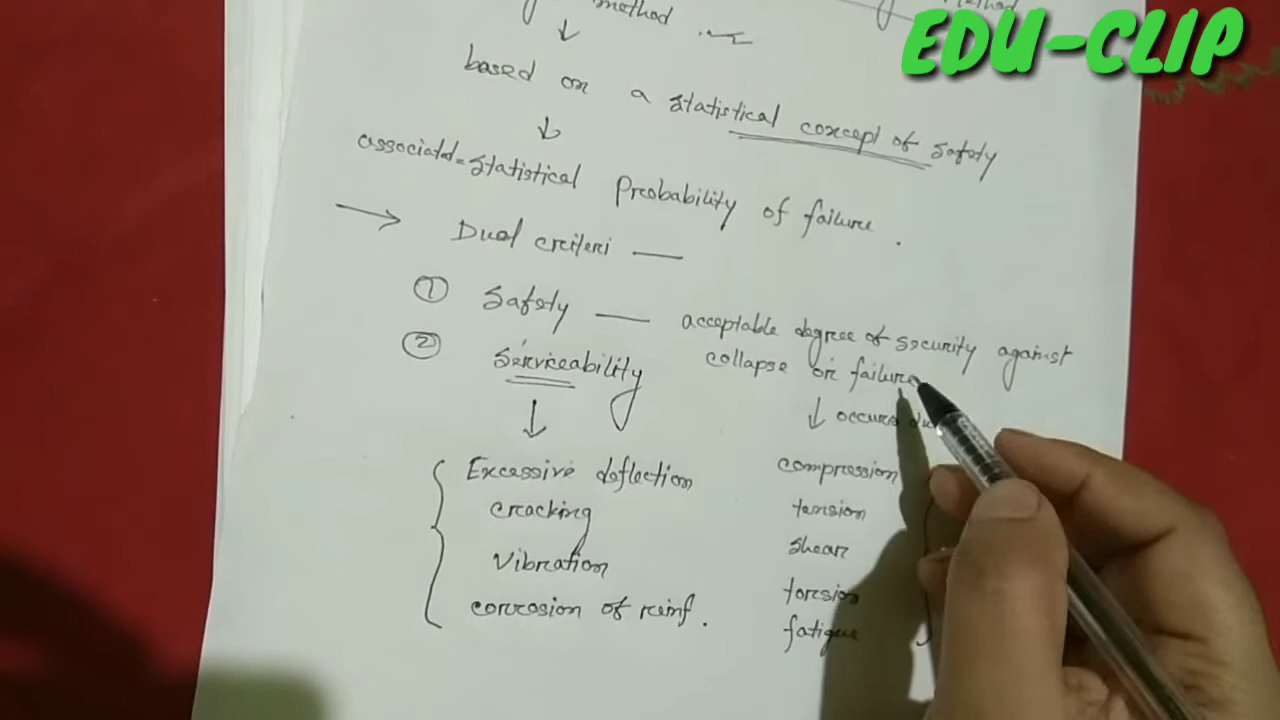 method
EDU-CLIP
based on a statistical concept of safety
associated statistical Probability of failure.
Dual criteri —
① Safety — acceptable degree of security against
collapse or failure
② Serviceability
↓ occurs du
Excessive deflection
cracking
Vibration
corrosion of reinf.
compression
tension
shear
torsion
fatigue